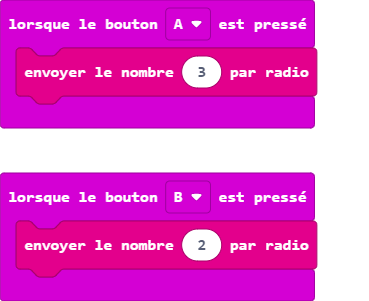 lorsque le bouton A est pressé
envoyer le nombre 3 par radio
lorsque le bouton B est pressé
envoyer le nombre 2 par radio